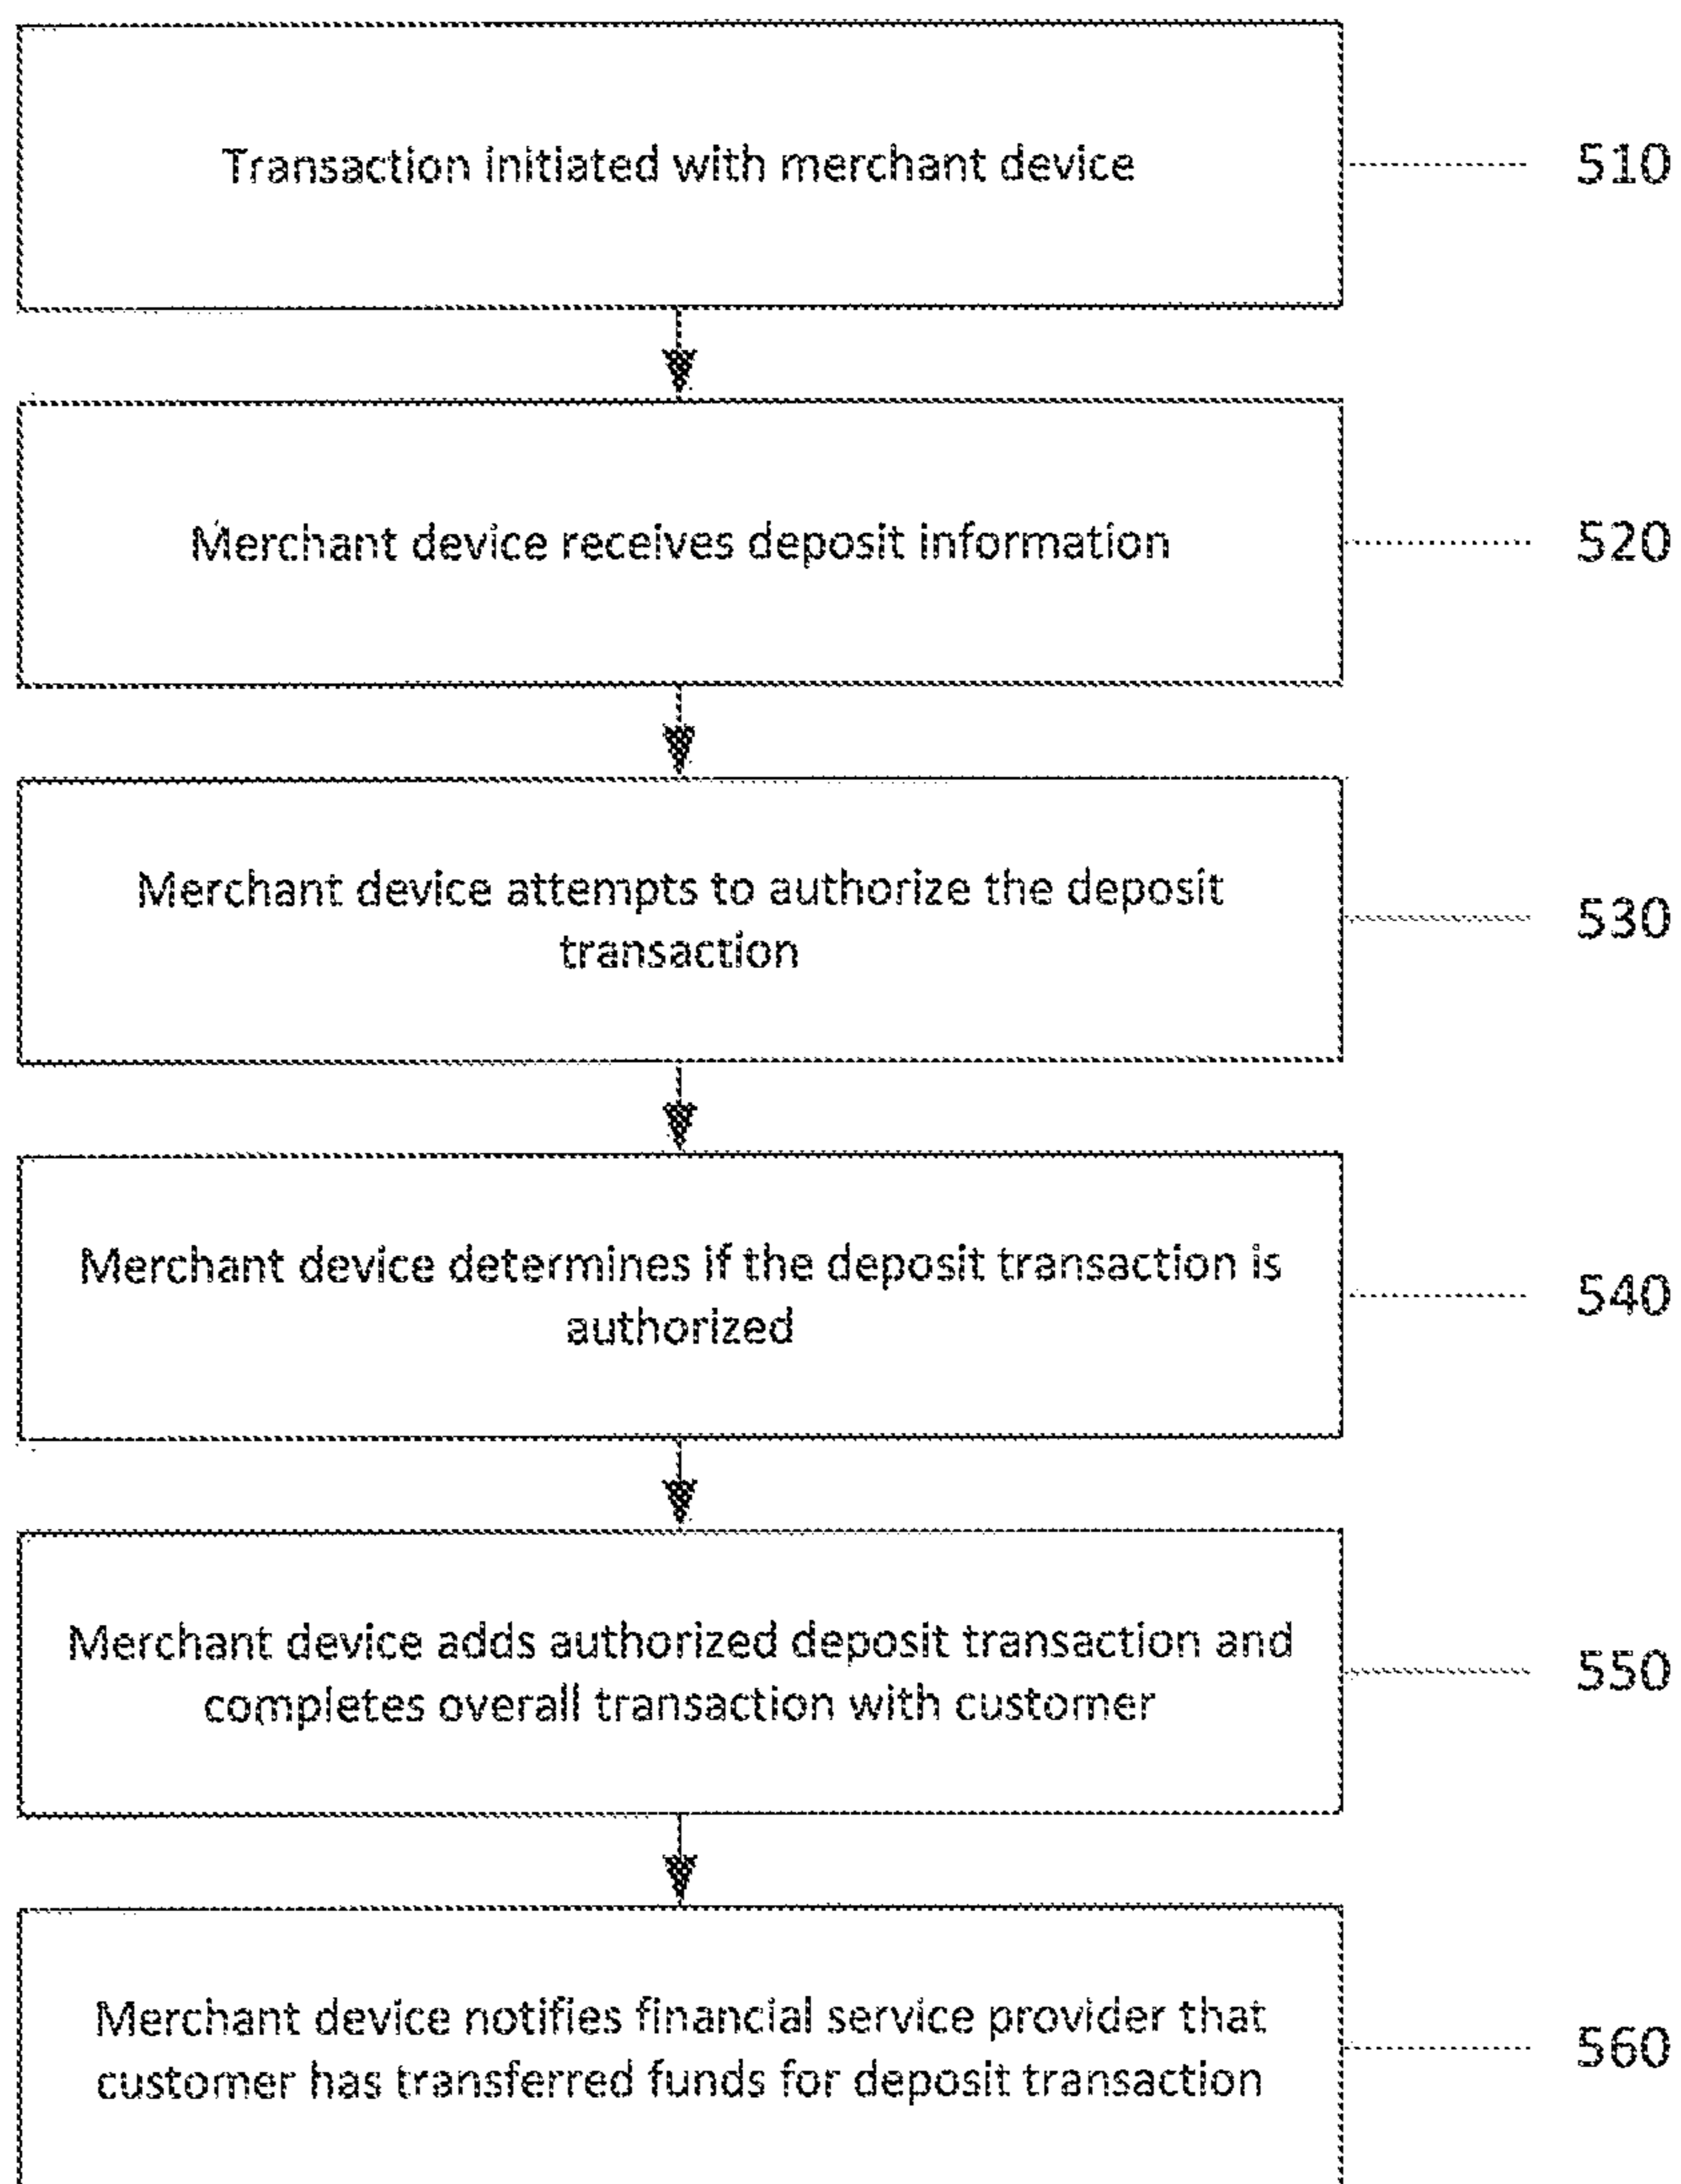 Transaction initiated with merchant device
510
Merchant device receives deposit information
520
Merchant device attempts to authorize the deposit
transaction
530
Merchant device determines if the deposit transaction is
authorized
540
Merchant device adds authorized deposit transaction and
completes overall transaction with customer
550
Merchant device notifies financial service provider that
customer has transferred funds for deposit transaction
560